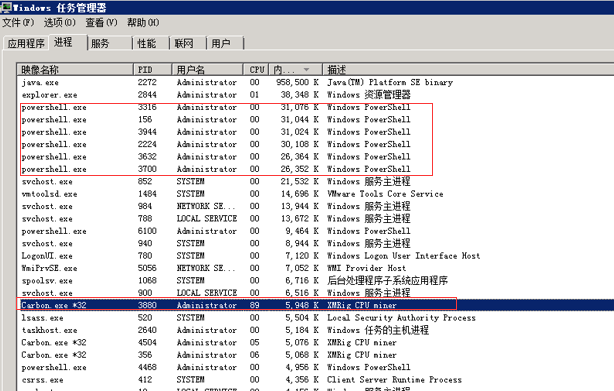 Windows 任务管理器
文件(F) 选项(O) 查看(V) 帮助(H)
应用程序 进程 服务 性能 联网 用户
映像名称 PID 用户名 CPU 内... 描述
java.exe 2272 Administrator 00 958,500 K Java(TM) Platform SE binary
explorer.exe 2844 Administrator 01 38,348 K Windows 资源管理器
powershell.exe 3316 Administrator 00 31,076 K Windows PowerShell
powershell.exe 156 Administrator 00 31,044 K Windows PowerShell
powershell.exe 3944 Administrator 00 31,024 K Windows PowerShell
powershell.exe 2224 Administrator 00 30,108 K Windows PowerShell
powershell.exe 3632 Administrator 00 26,364 K Windows PowerShell
powershell.exe 3700 Administrator 00 26,352 K Windows PowerShell
svchost.exe 852 SYSTEM 00 21,532 K Windows 服务主进程
vmtoolsd.exe 1484 SYSTEM 00 14,696 K VMware Tools Core Service
svchost.exe 984 NETWORK SE... 00 13,944 K Windows 服务主进程
svchost.exe 788 LOCAL SERVICE 00 13,672 K Windows 服务主进程
powershell.exe 6100 Administrator 00 9,464 K Windows PowerShell
svchost.exe 940 SYSTEM 00 8,944 K Windows 服务主进程
LogonUI.exe 780 SYSTEM 00 7,120 K Windows Logon User Interface Host
WmiPrvSE.exe 5056 NETWORK SE... 00 7,052 K WMI Provider Host
spoolsv.exe 1068 SYSTEM 00 6,716 K 后台处理程序子系统应用程序
svchost.exe 900 LOCAL SERVICE 00 6,516 K Windows 服务主进程
Carbon.exe *32 3880 Administrator 89 5,948 K XMRig CPU miner
lsass.exe 520 SYSTEM 00 5,504 K Local Security Authority Process
taskhost.exe 2640 Administrator 00 5,184 K Windows 任务的主机进程
Carbon.exe *32 4504 Administrator 05 5,076 K XMRig CPU miner
Carbon.exe *32 356 Administrator 06 5,068 K XMRig CPU miner
powershell.exe 4468 Administrator 00 4,956 K Windows PowerShell
csrss.exe 412 SYSTEM 00 4,356 K Client Server Runtime Process